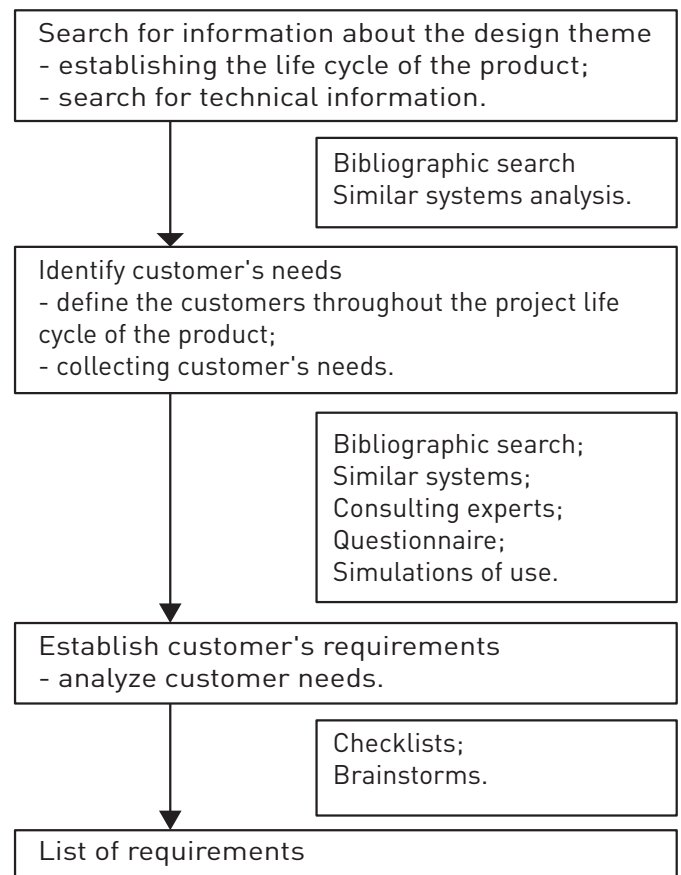 Search for information about the design theme
- establishing the life cycle of the product;
- search for technical information.
Bibliographic search
Similar systems analysis.
Identify customer's needs
- define the customers throughout the project life
cycle of the product;
- collecting customer's needs.
Bibliographic search;
Similar systems;
Consulting experts;
Questionnaire;
Simulations of use.
Establish customer's requirements
- analyze customer needs.
Checklists;
Brainstorms.
List of requirements